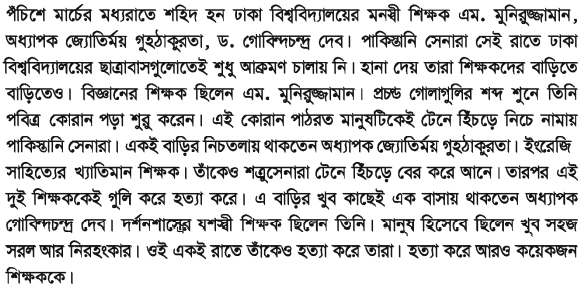 পঁচিশে মার্চের মধ্যরাতে শহিদ হন ঢাকা বিশ্ববিদ্যালয়ের মনস্বী শিক্ষক এম. মুনিরুজ্জামান,
অধ্যাপক জ্যোতির্ময় গুহঠাকুরতা, ড. গোবিন্দচন্দ্র দেব। পাকিস্তানি সেনারা সেই রাতে ঢাকা
বিশ্ববিদ্যালয়ের ছাত্রাবাসগুলোতেই শুধু আক্রমণ চালায় নি। হানা দেয় তারা শিক্ষকদের বাড়িতে
বাড়িতেও। বিজ্ঞানের শিক্ষক ছিলেন এম. মুনিরুজ্জামান। প্রচন্ড গোলাগুলির শব্দ শুনে তিনি
পবিত্র কোরান পড়া শুরু করেন। এই কোরান পাঠরত মানুষটিকেই টেনে হিঁচড়ে নিচে নামায়
পাকিস্তানি সেনারা। একই বাড়ির নিচতলায় থাকতেন অধ্যাপক জ্যোতির্ময় গুহঠাকুরতা। ইংরেজি
সাহিত্যের খ্যাতিমান শিক্ষক। তাঁকেও শত্রুসেনারা টেনে হিঁচড়ে বের করে আনে। তারপর এই
দুই শিক্ষককেই গুলি করে হত্যা করে। এ বাড়ির খুব কাছেই এক বাসায় থাকতেন অধ্যাপক
গোবিন্দচন্দ্র দেব। দর্শনশাস্ত্রের যশস্বী শিক্ষক ছিলেন তিনি। মানুষ হিসেবে ছিলেন খুব সহজ
সরল আর নিরহংকার। ওই একই রাতে তাঁকেও হত্যা করে তারা। হত্যা করে আরও কয়েকজন
শিক্ষককে।